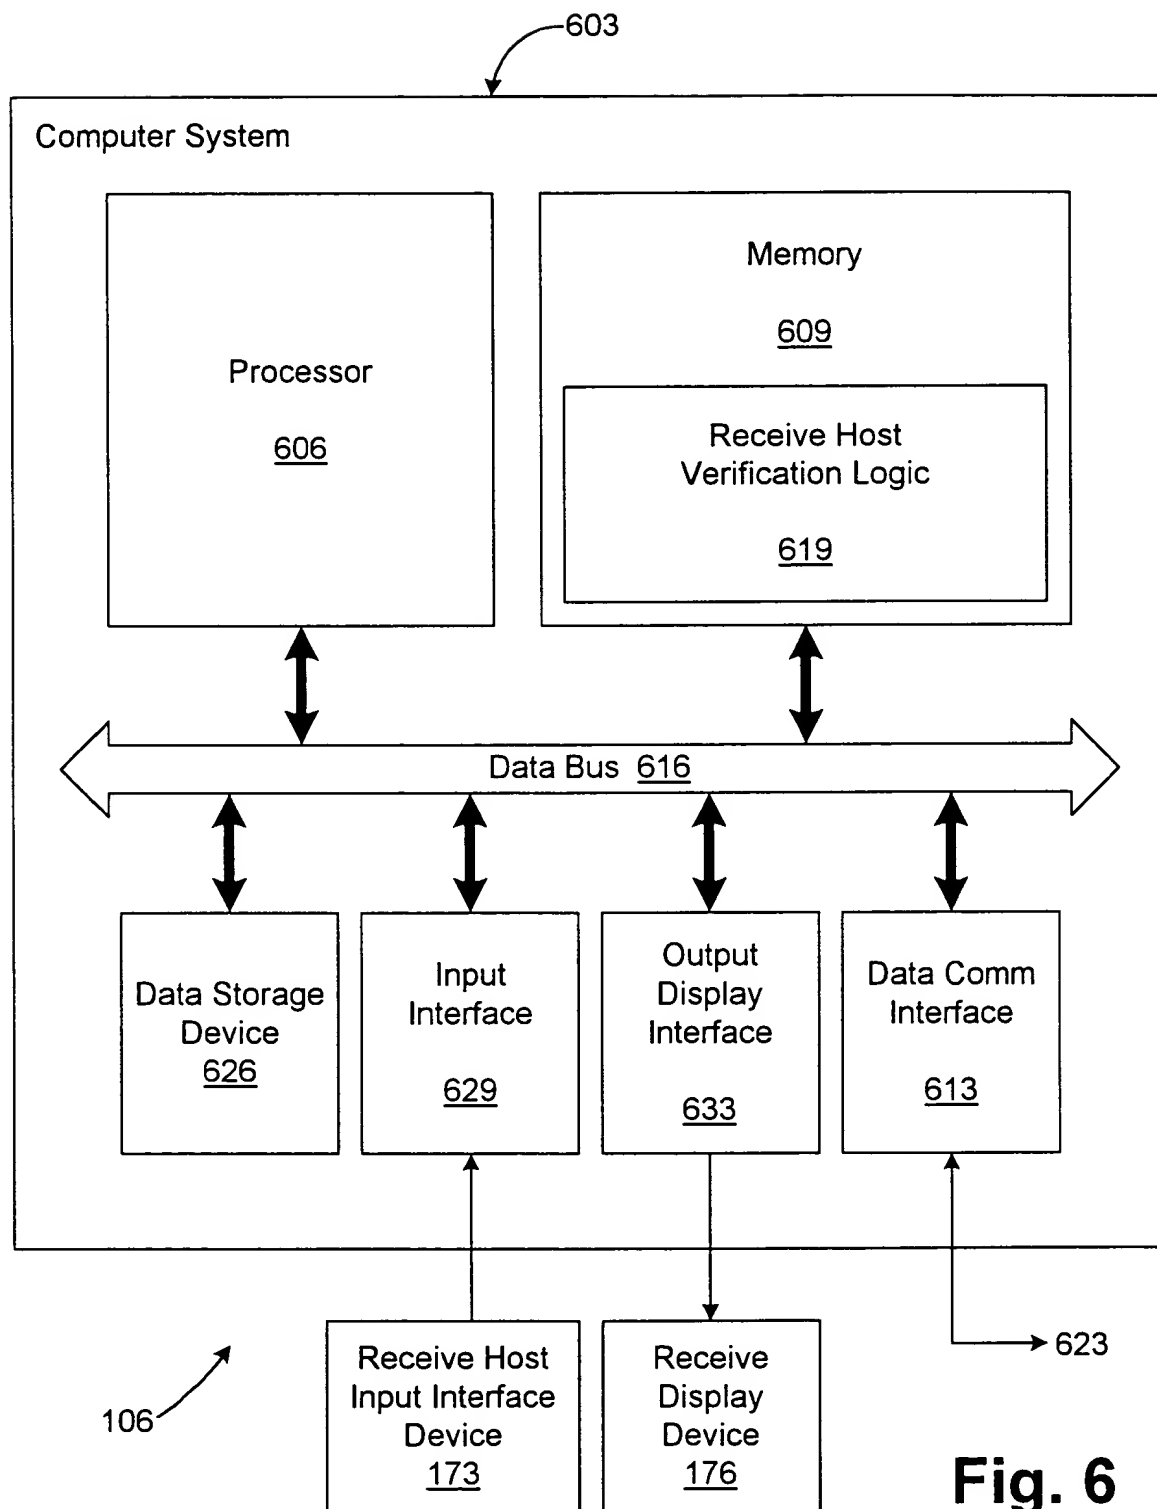 603
Computer System
Processor
606
Memory
609
Receive Host
Verification Logic
619
Data Bus 616
Data Storage
Device
626
Input
Interface
629
Output
Display
Interface
633
Data Comm
Interface
613
106
Receive Host
Input Interface
Device
173
Receive
Display
Device
176
623
Fig. 6